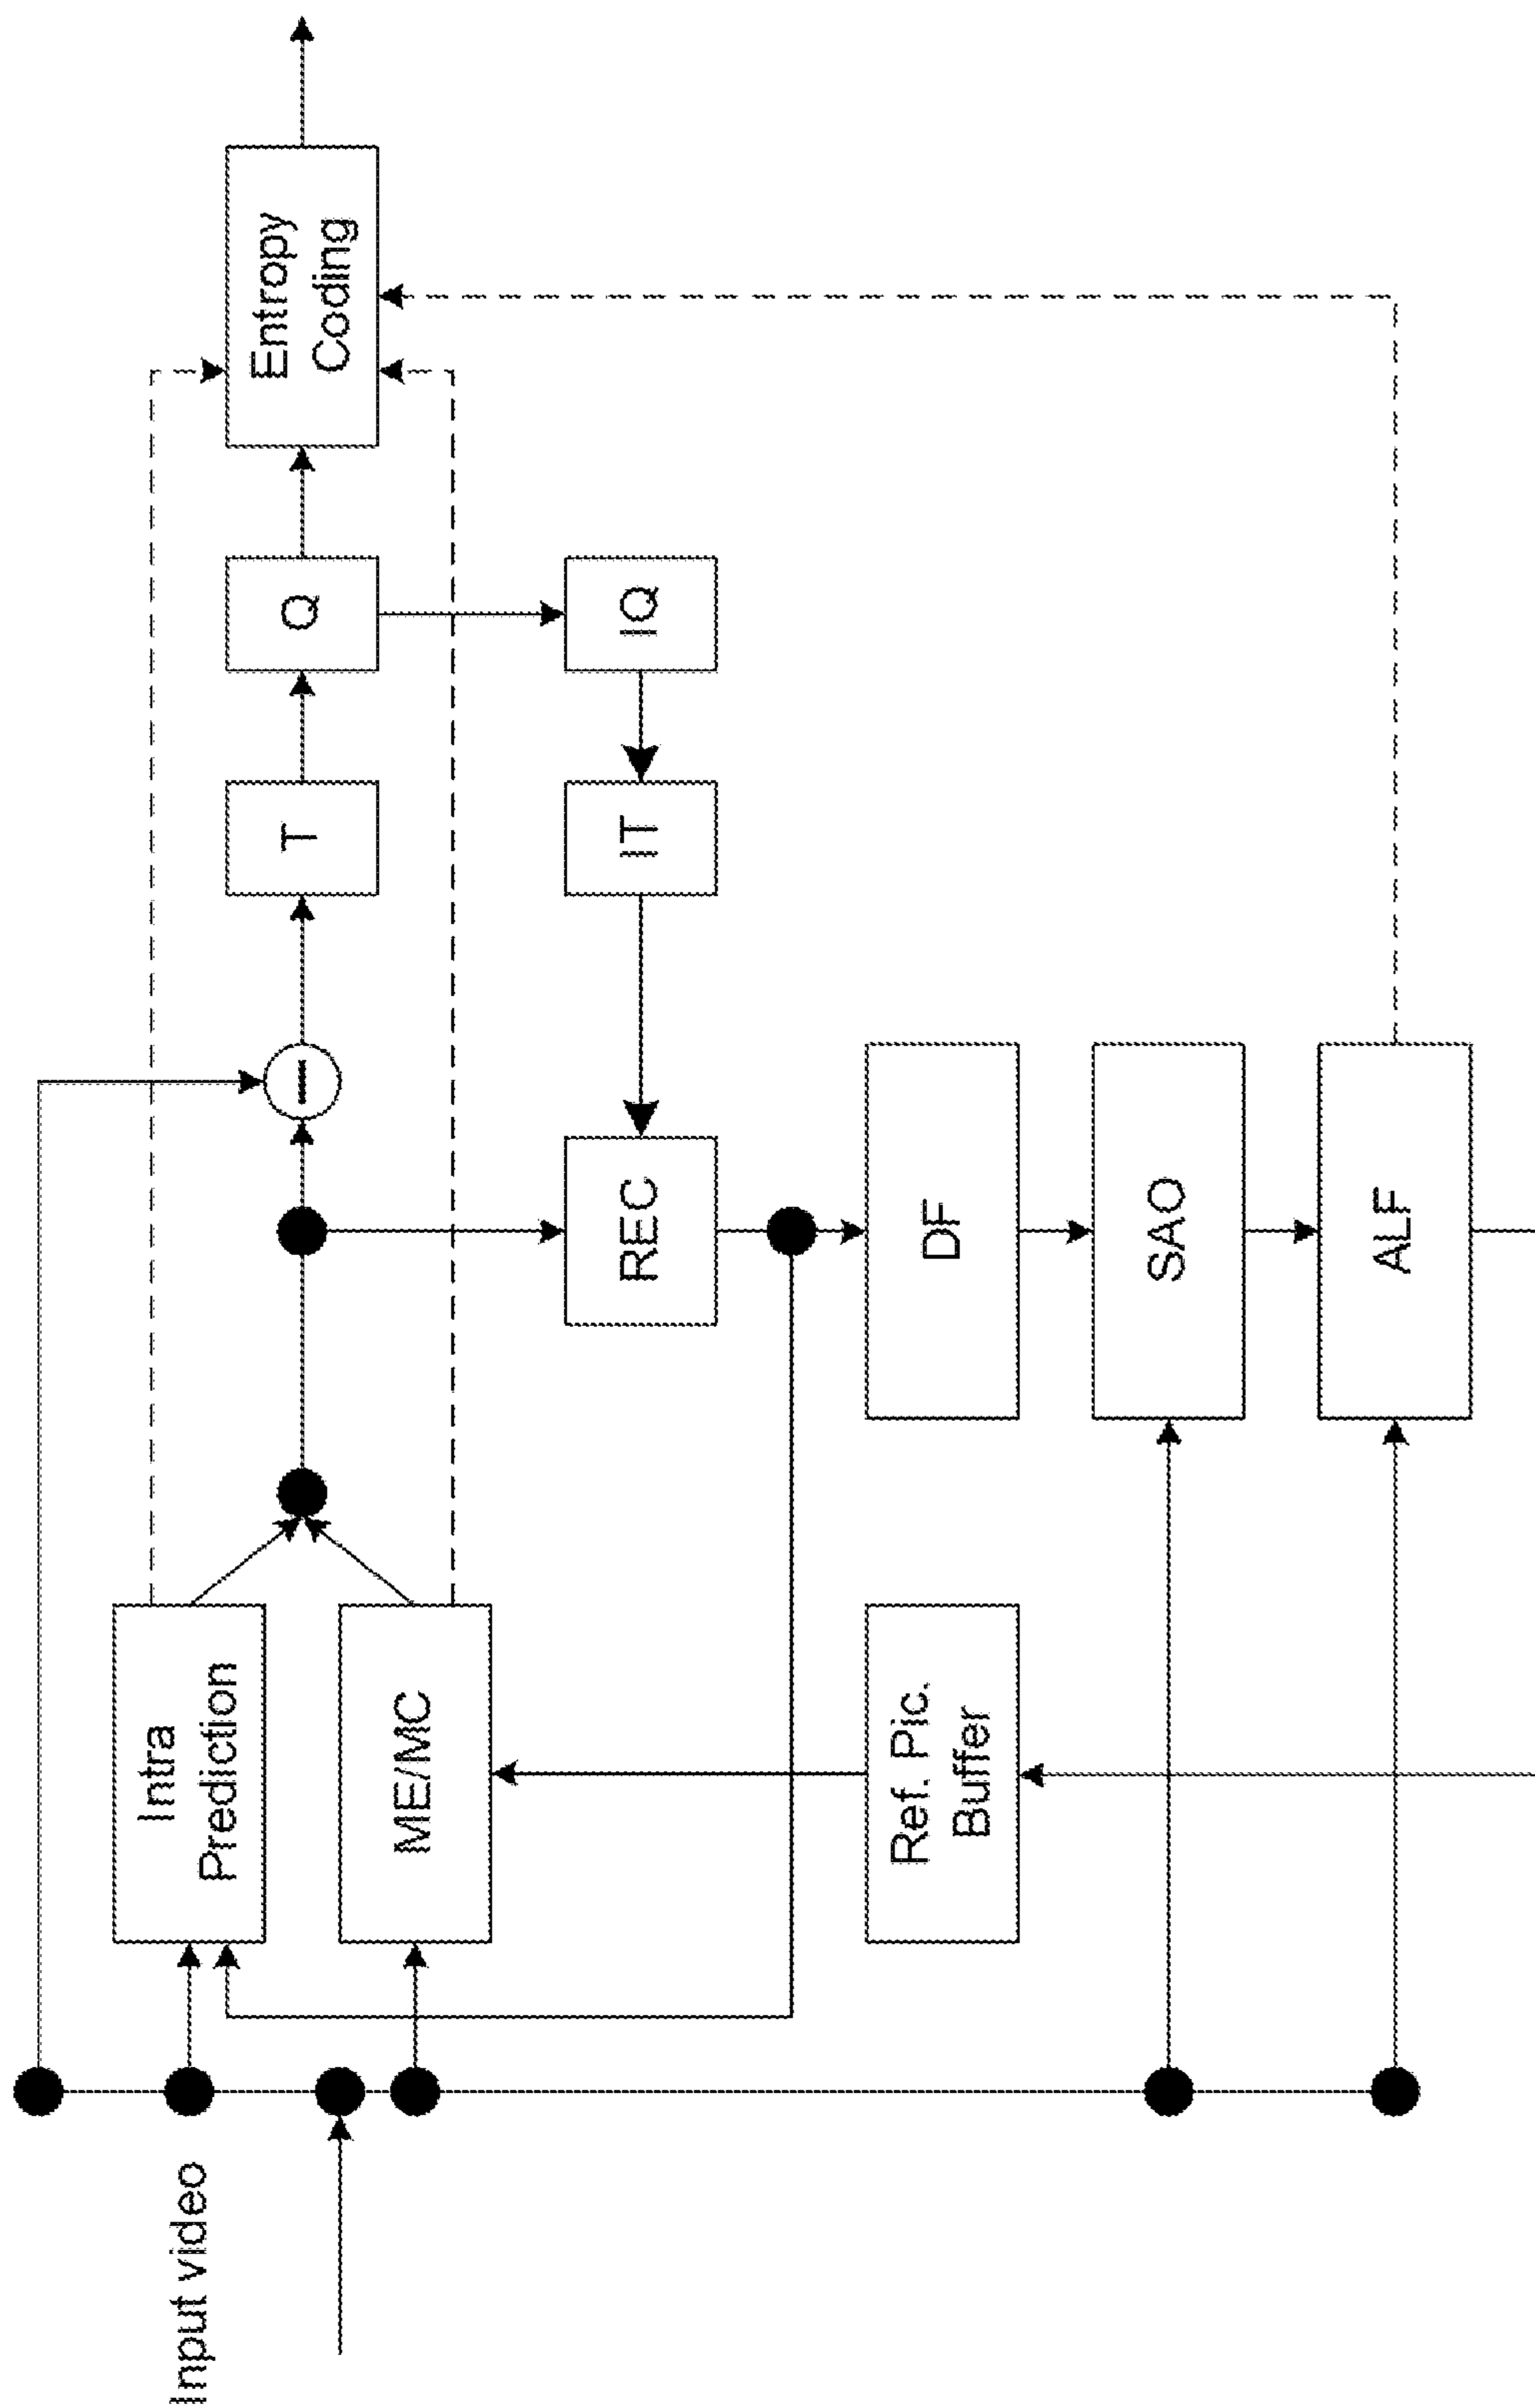 Input video
Intra
Prediction
ME/MC
T
Q
Entropy
Coding
IQ
IT
REC
DF
SAO
ALF
Ref. Pic.
Buffer